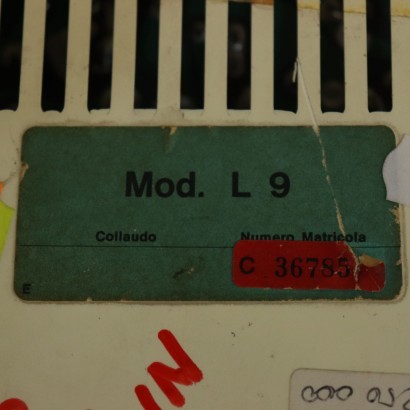 Mod. L 9
Collaudo Numero Matricola
C 36785
E